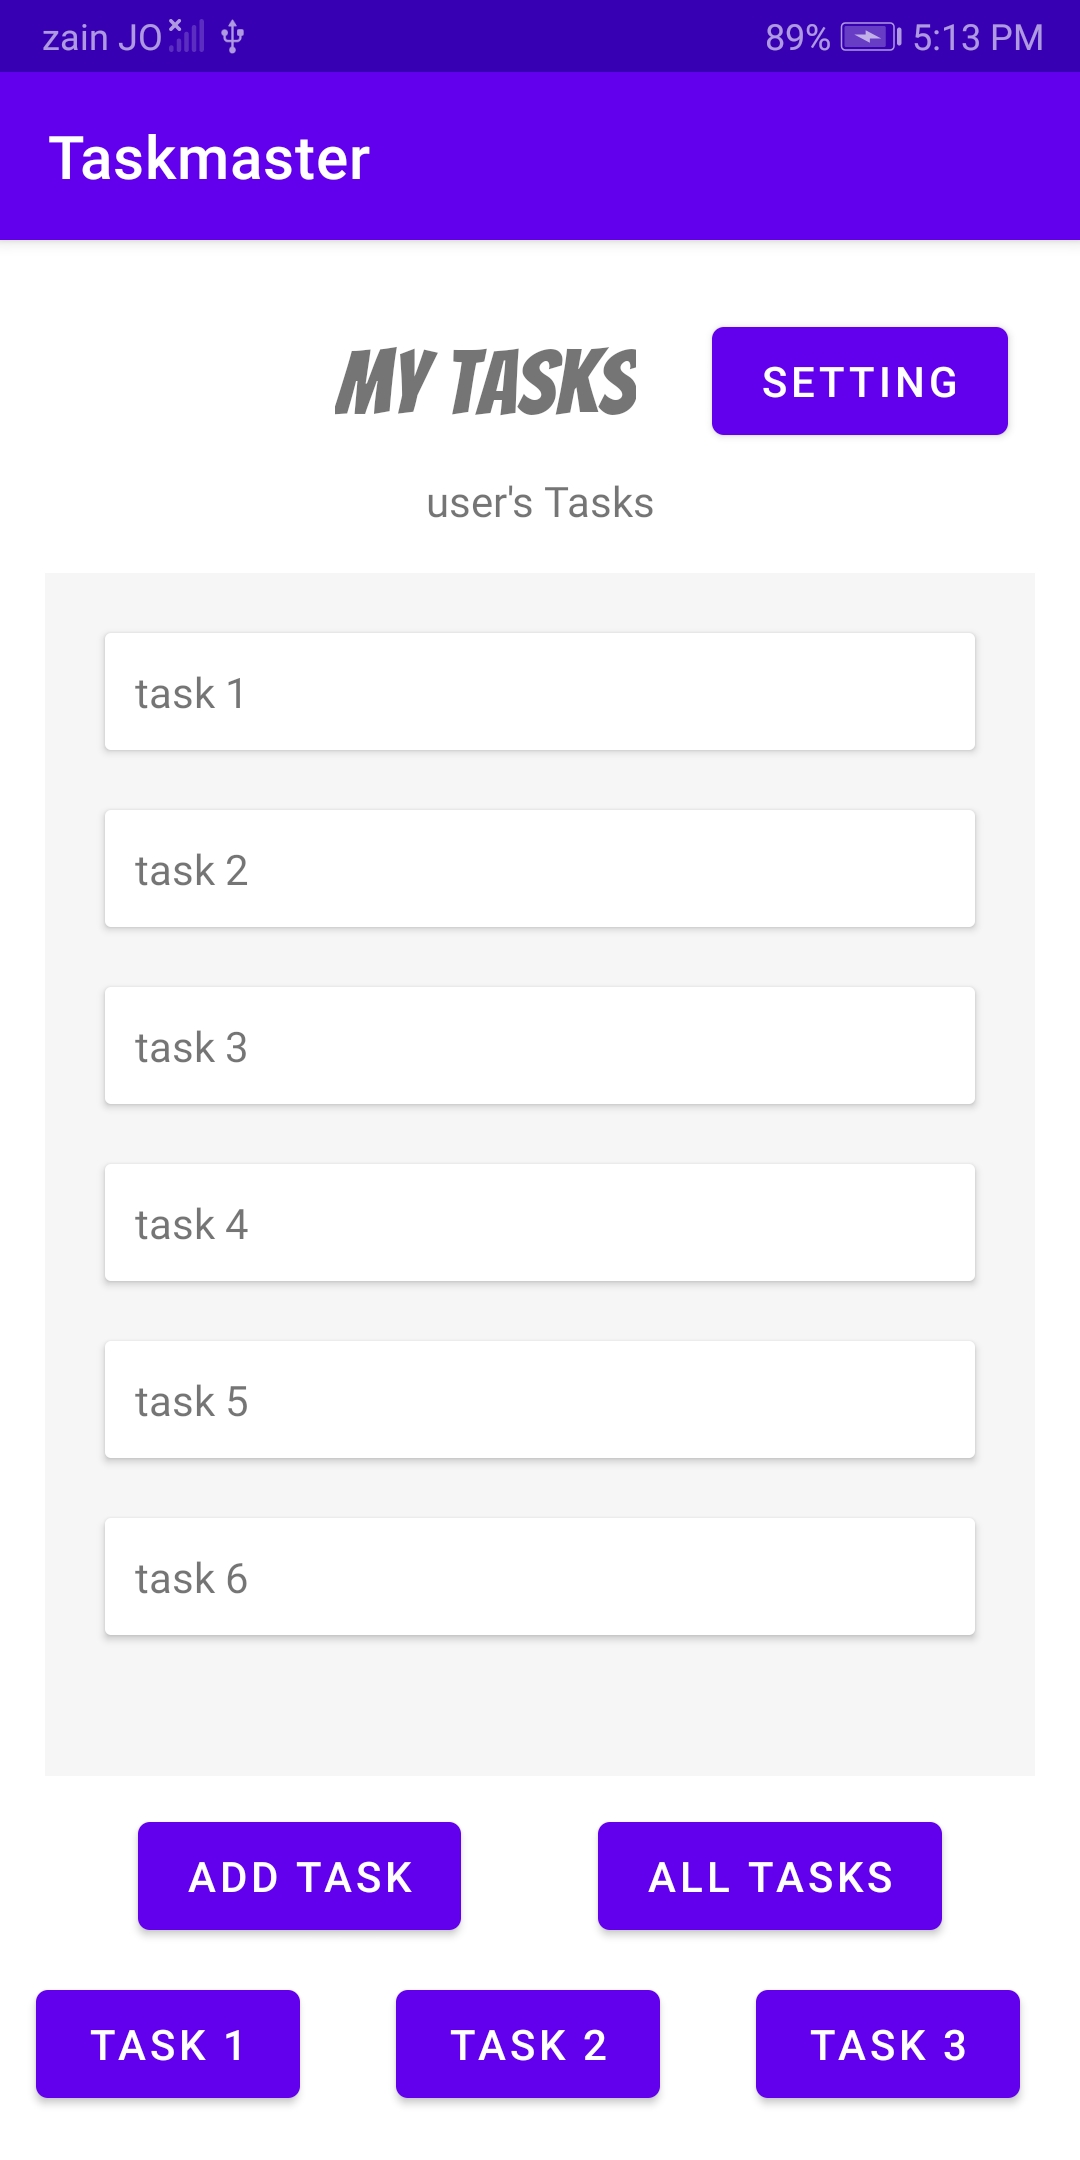 zain JO 89% 5:13 PM
Taskmaster
MY TASKS SETTING
user's Tasks
task 1
task 2
task 3
task 4
task 5
task 6
ADD TASK ALL TASKS
TASK 1 TASK 2 TASK 3